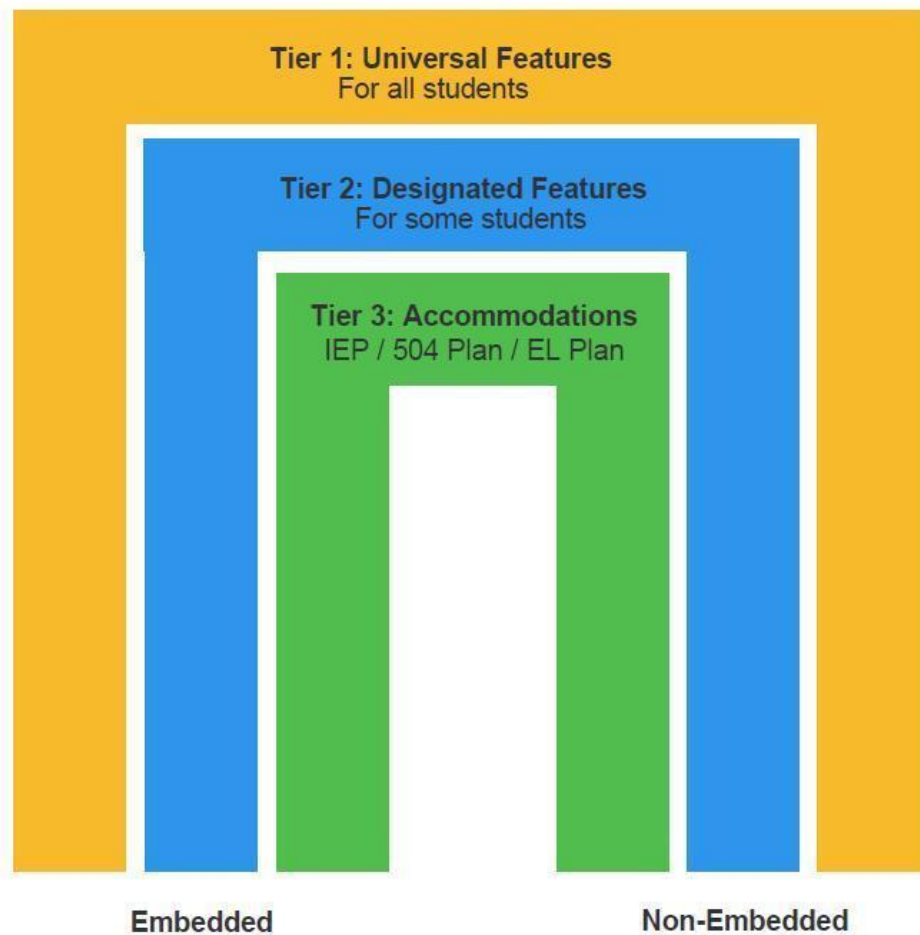 Tier 1: Universal Features
For all students
Tier 2: Designated Features
For some students
Tier 3: Accommodations
IEP / 504 Plan / EL Plan
Embedded
Non-Embedded